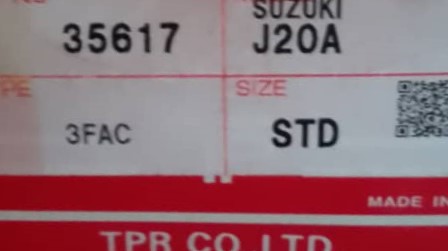 SUZUKI
35617 J20A
SIZE
3FAC STD
MADE IN
TPR CO LTD